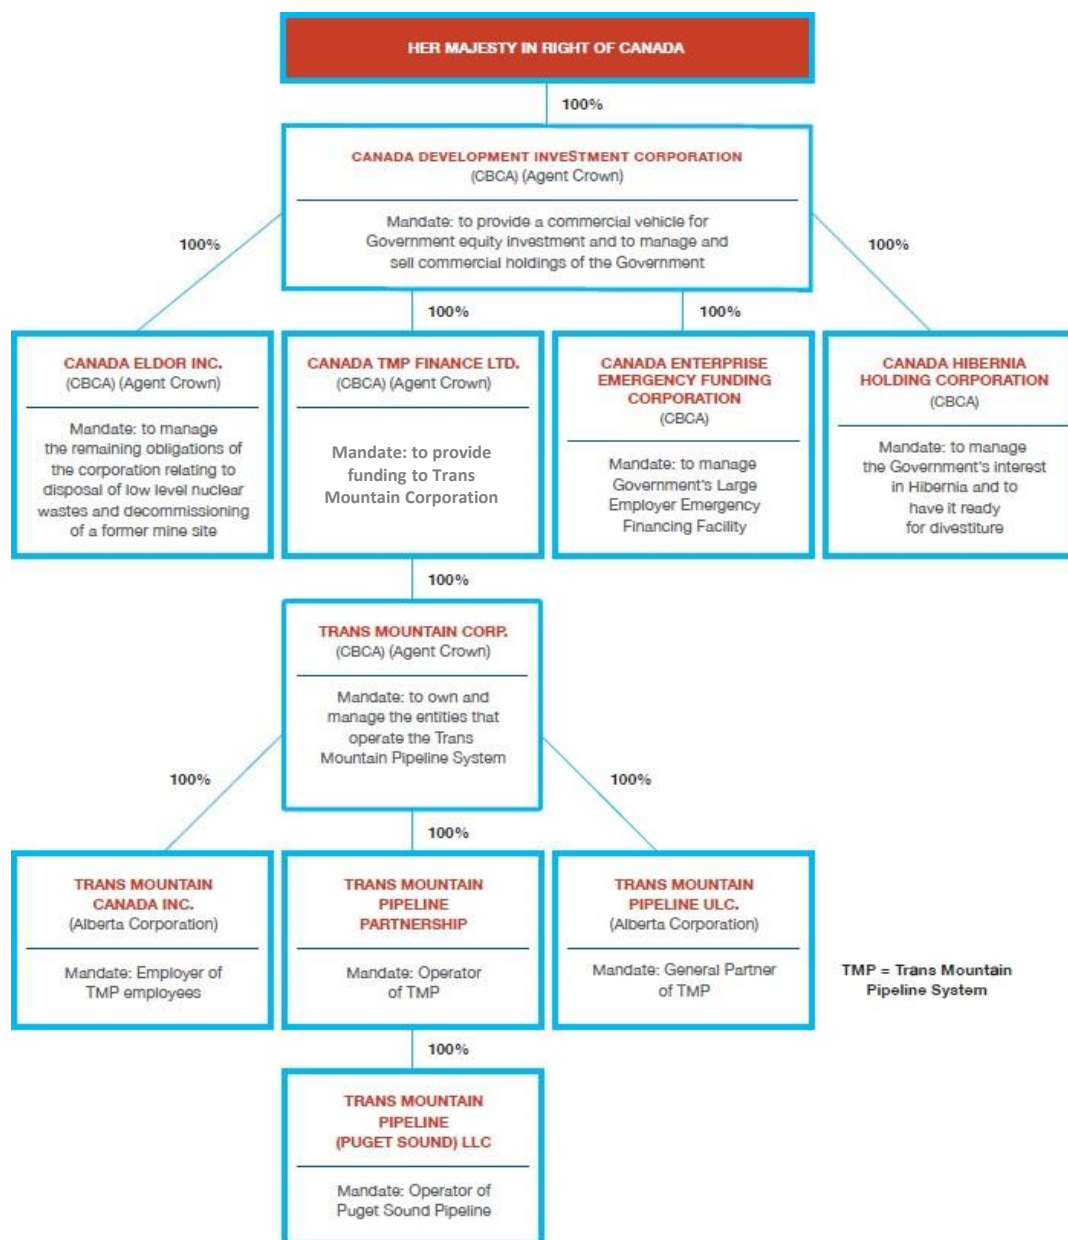 HER MAJESTY IN RIGHT OF CANADA
100%
CANADA DEVELOPMENT INVESTMENT CORPORATION
(CBCA) (Agent Crown)
Mandate: to provide a commercial vehicle for
Government equity investment and to manage and
sell commercial holdings of the Government
100%
100%
100%
100%
CANADA ELDOR INC.
(CBCA) (Agent Crown)
Mandate: to manage
the remaining obligations of
the corporation relating to
disposal of low level nuclear
wastes and decommissioning
of a former mine site
CANADA TMP FINANCE LTD.
(CBCA) (Agent Crown)
Mandate: to provide
funding to Trans
Mountain Corporation
CANADA ENTERPRISE
EMERGENCY FUNDING
CORPORATION
(CBCA)
Mandate: to manage
Government's Large
Employer Emergency
Financing Facility
CANADA HIBERNIA
HOLDING CORPORATION
(CBCA)
Mandate: to manage
the Government's interest
in Hibernia and to
have it ready
for divestiture
100%
TRANS MOUNTAIN CORP.
(CBCA) (Agent Crown)
Mandate: to own and
manage the entities that
operate the Trans
Mountain Pipeline System
100%
100%
100%
TRANS MOUNTAIN
CANADA INC.
(Alberta Corporation)
Mandate: Employer of
TMP employees
TRANS MOUNTAIN
PIPELINE
PARTNERSHIP
Mandate: Operator
of TMP
TRANS MOUNTAIN
PIPELINE ULC.
(Alberta Corporation)
Mandate: General Partner
of TMP
TMP = Trans Mountain
Pipeline System
100%
TRANS MOUNTAIN
PIPELINE
(PUGET SOUND) LLC
Mandate: Operator of
Puget Sound Pipeline